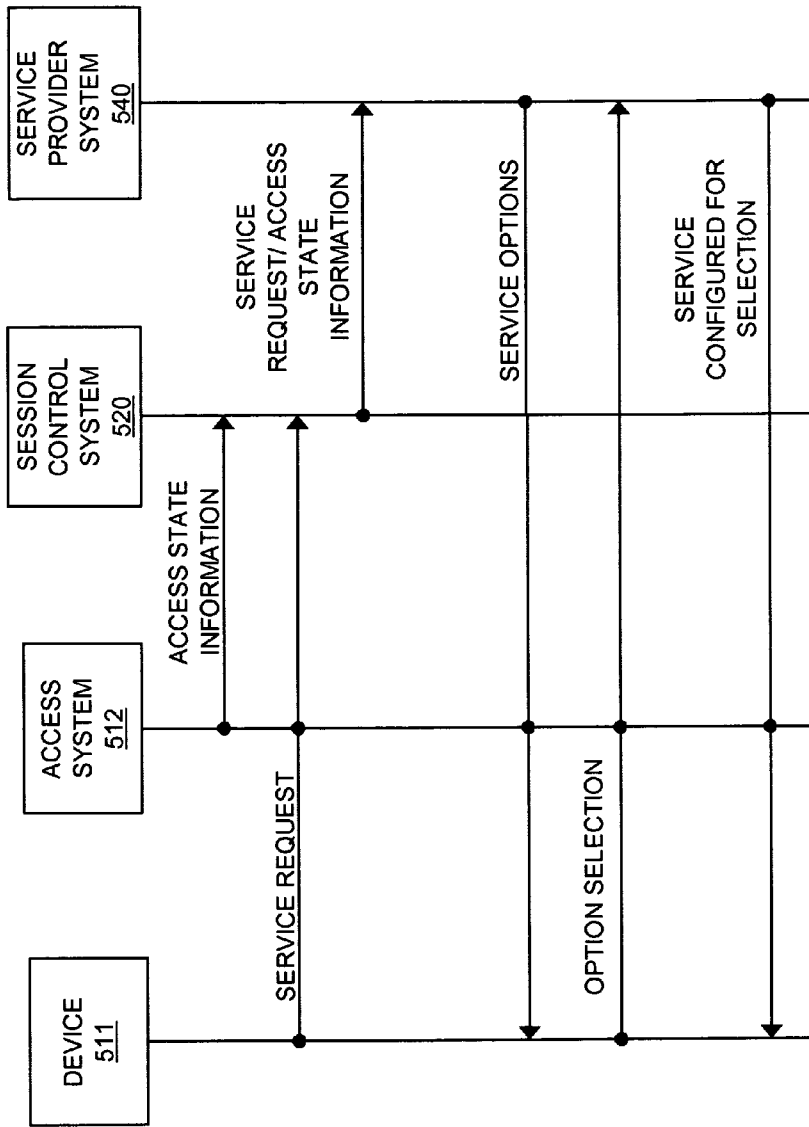 DEVICE
511
ACCESS
SYSTEM
512
SESSION
CONTROL
SYSTEM
520
SERVICE
PROVIDER
SYSTEM
540
ACCESS STATE
INFORMATION
SERVICE REQUEST
SERVICE
REQUEST/ ACCESS
STATE
INFORMATION
SERVICE OPTIONS
OPTION SELECTION
SERVICE
CONFIGURED FOR
SELECTION